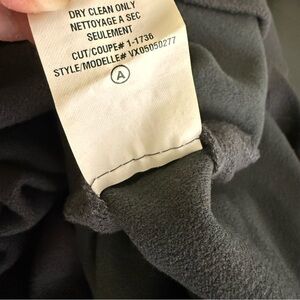 DRY CLEAN ONLY
NETTOYAGE A SEC
SEULEMENT
CUT/COUPE# 1-1736
STYLE/MODELLE# VX05050277
A